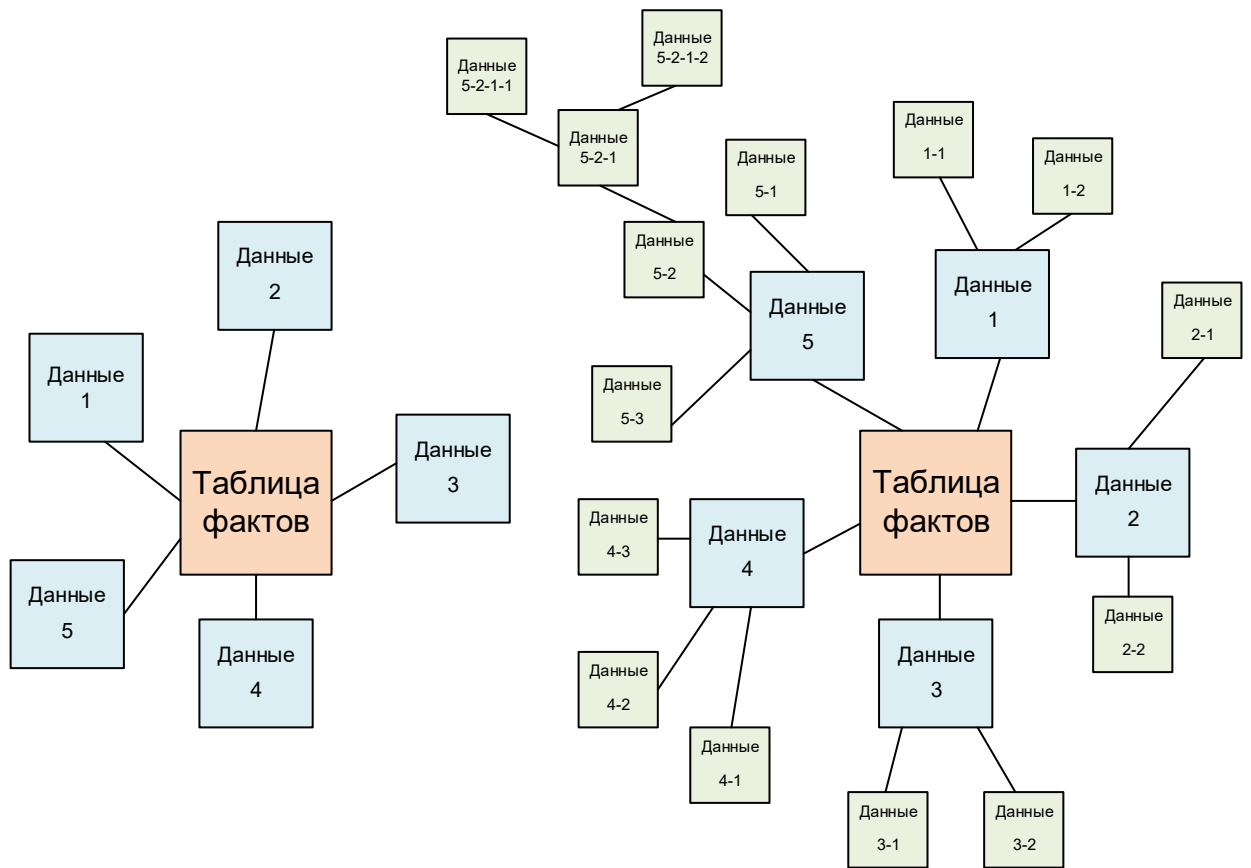 Данные
2
Данные
1
Данные
3
Таблица
фактов
Данные
5
Данные
4
Данные
5-2-1-1
Данные
5-2-1-2
Данные
5-2-1
Данные
5-1
Данные
5-2
Данные
5
Данные
5-3
Данные
1-1
Данные
1-2
Данные
1
Данные
2-1
Таблица
фактов
Данные
2
Данные
2-2
Данные
4-3
Данные
4
Данные
4-2
Данные
4-1
Данные
3
Данные
3-1
Данные
3-2